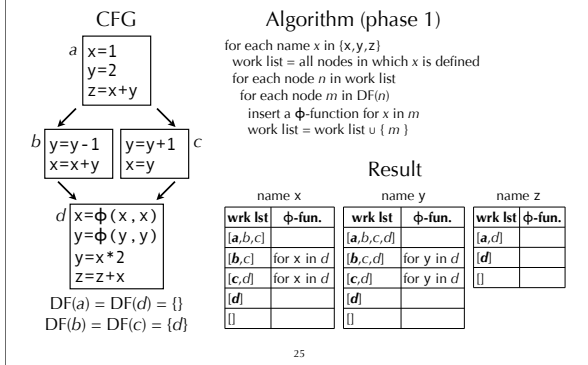 CFG
a
x=1
y=2
z=x+y
b
y=y-1
x=x+y
y=y+1
x=y
c
d
x=ϕ(x,x)
y=ϕ(y,y)
y=x*2
z=z+x
DF(a) = DF(d) = {}
DF(b) = DF(c) = {d}
Algorithm (phase 1)
for each name x in {x,y,z}
work list = all nodes in which x is defined
for each node n in work list
for each node m in DF(n)
insert a ϕ-function for x in m
work list = work list ∪ { m }
Result
name x
wrk lst ϕ-fun.
[a,b,c]
[b,c] for x in d
[c,d] for x in d
[d]
[]
name y
wrk lst ϕ-fun.
[a,b,c,d]
[b,c,d] for y in d
[c,d] for y in d
[d]
[]
name z
wrk lst ϕ-fun.
[a,d]
[d]
[]
25